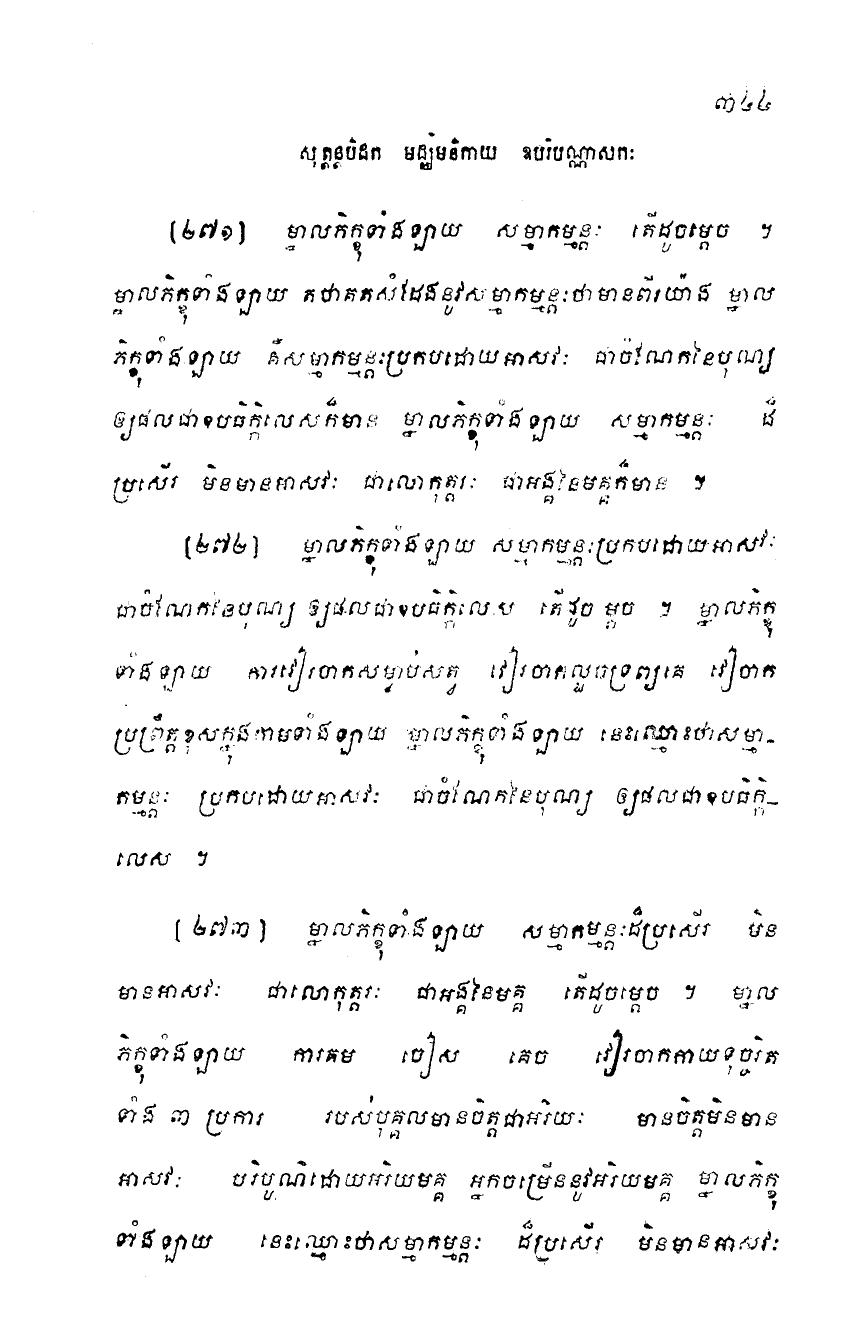 ៣៤៤
សុត្តន្តបិដក មជ្ឈិមនិកាយ ឧបរិបណ្ណាសកៈ
[២៧១] ម្នាលភិក្ខុទាំងឡាយ សម្មាកម្មន្តៈ តើដូចម្តេច ។
ម្នាលភិក្ខុទាំងឡាយ តថាគតសំដែងនូវសម្មាកម្មន្តៈថាមានពីរយ៉ាង ម្នាល
ភិក្ខុទាំងឡាយ គឺសម្មាកម្មន្តៈប្រកបដោយអាសវៈ ជាចំណែកនៃបុណ្យ
ឲ្យផលជាឧបធិក្កិលេសក៏មាន ម្នាលភិក្ខុទាំងឡាយ សម្មាកម្មន្តៈ ដ៏
ប្រសើរ មិនមានអាសវៈ ជាលោកុត្តរៈ ជាអង្គនៃមគ្គក៏មាន ។
[២៧២] ម្នាលភិក្ខុទាំងឡាយ សម្មាកម្មន្តៈប្រកបដោយអាសវៈ
ជាចំណែកនៃបុណ្យ ឲ្យផលជាឧបធិក្កិលេស តើដូចម្តេច ។ ម្នាលភិក្ខុ
ទាំងឡាយ ការវៀរចាកសម្លាប់សត្វ វៀរចាកលួចទ្រព្យគេ វៀចាក
ប្រព្រឹត្តខុសក្នុងកាមទាំងឡាយ ម្នាលភិក្ខុទាំងឡាយ នេះឈ្មោះថាសម្មា-
កម្មន្តៈ ប្រកបដោយអាសវៈ ជាចំណែកនៃបុណ្យ ឲ្យផលជាឧបធិក្កិ-
លេស ។
[២៧៣] ម្នាលភិក្ខុទាំងឡាយ សម្មាកម្មន្តៈដ៏ប្រសើរ មិន
មានអាសវៈ ជាលោកុត្តរៈ ជាអង្គនៃមគ្គ តើដូចម្តេច ។ ម្នាល
ភិក្ខុទាំងឡាយ ការតម ចៀស គេច វៀរចាកកាយទុច្ចរិត
ទាំង ៣ ប្រការ របស់បុគ្គលមានចិត្តជាអរិយៈ មានចិត្តមិនមាន
អាសវៈ បរិបូណ៌ដោយអរិយមគ្គ អ្នកចម្រើននូវអរិយមគ្គ ម្នាលភិក្ខុ
ទាំងឡាយ នេះឈ្មោះថាសម្មាកម្មន្តៈ ដ៏ប្រសើរ មិនមានអាសវៈ